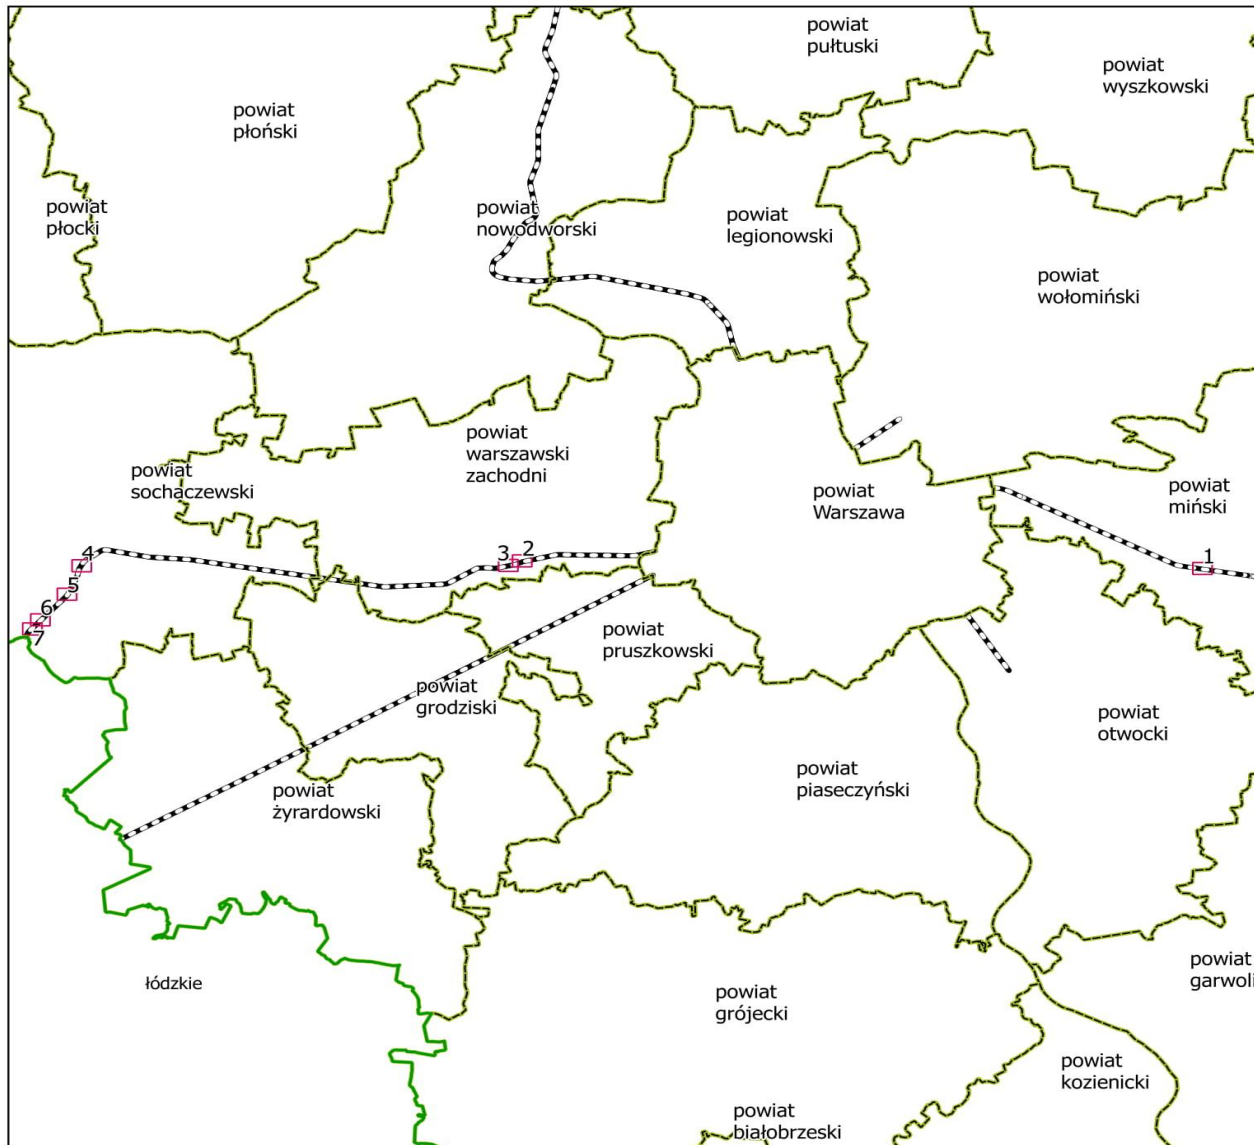 powiat
pułtuski
powiat
wyszkowski
powiat
płoński
powiat
płocki
powiat
nowodworski
powiat
legionowski
powiat
wołomiński
powiat
warszawski
zachodni
powiat
sochaczewski
powiat
Warszawa
powiat
miński
4
3
2
1
5
6
7
powiat
pruszkowski
powiat
grodziski
powiat
otwocki
powiat
piaseczyński
powiat
żyrardowski
łódzkie
powiat
grójecki
powiat
garwoli
powiat
kozienicki
powiat
białobrzeski